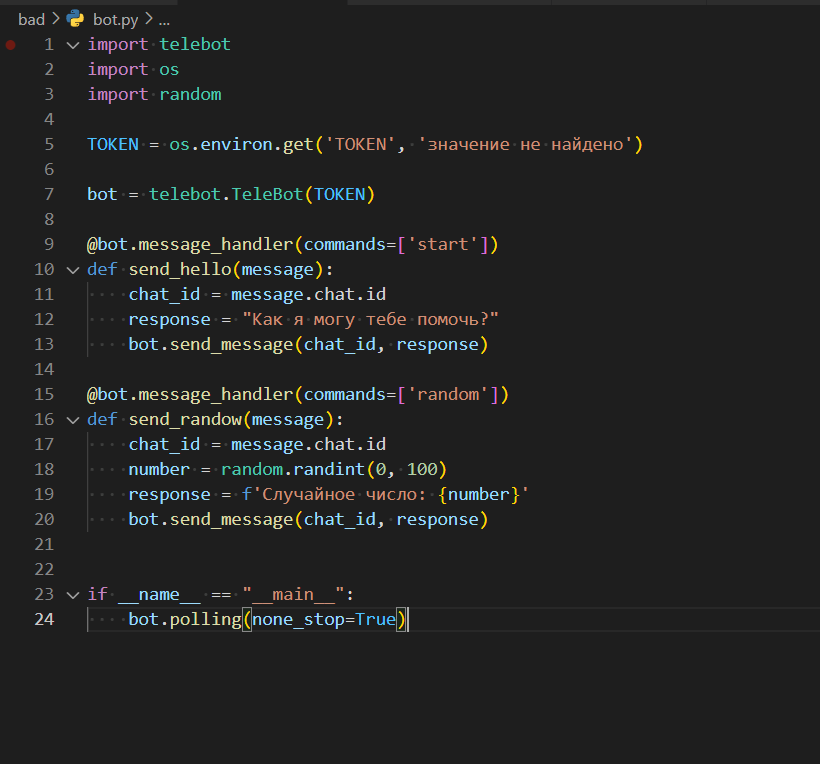 bad > bot.py > ...
1 import telebot
2 import os
3 import random
4
5 TOKEN = os.environ.get('TOKEN', 'значение не найдено')
6
7 bot = telebot.TeleBot(TOKEN)
8
9 @bot.message_handler(commands=['start'])
10 def send_hello(message):
11     chat_id = message.chat.id
12     response = "Как я могу тебе помочь?"
13     bot.send_message(chat_id, response)
14
15 @bot.message_handler(commands=['random'])
16 def send_randow(message):
17     chat_id = message.chat.id
18     number = random.randint(0, 100)
19     response = f'Случайное число: {number}'
20     bot.send_message(chat_id, response)
21
22
23 if __name__ == "__main__":
24     bot.polling(none_stop=True)